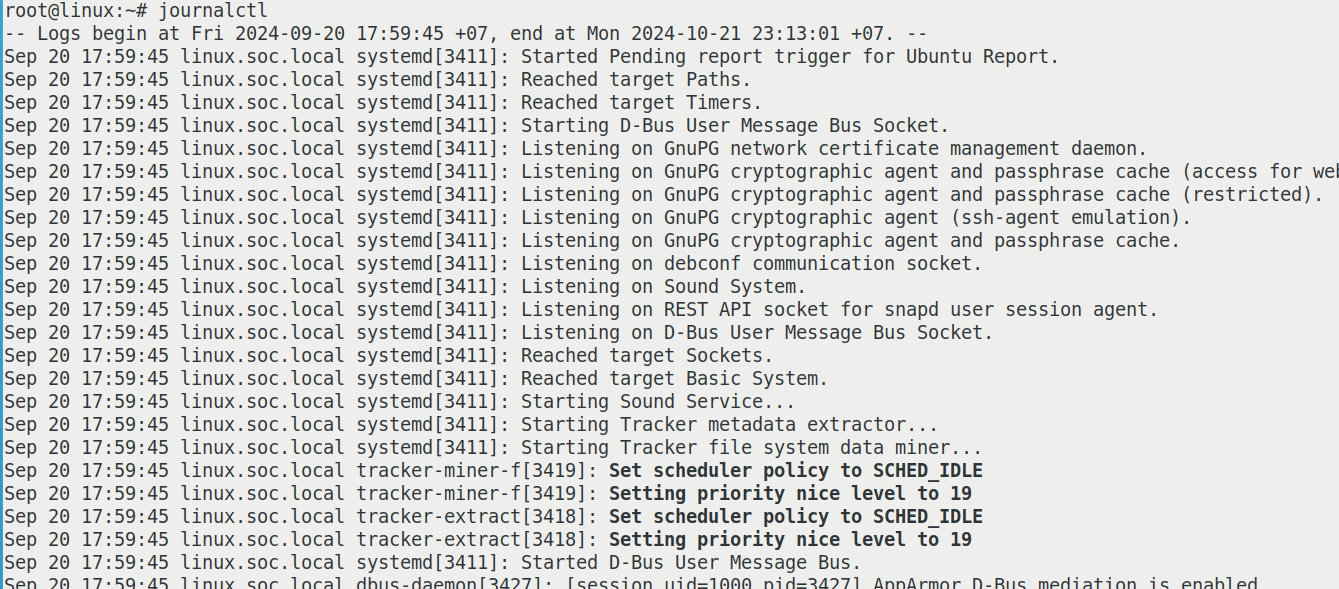 root@linux:~# journalctl
-- Logs begin at Fri 2024-09-20 17:59:45 +07, end at Mon 2024-10-21 23:13:01 +07. --
Sep 20 17:59:45 linux.soc.local systemd[3411]: Started Pending report trigger for Ubuntu Report.
Sep 20 17:59:45 linux.soc.local systemd[3411]: Reached target Paths.
Sep 20 17:59:45 linux.soc.local systemd[3411]: Reached target Timers.
Sep 20 17:59:45 linux.soc.local systemd[3411]: Starting D-Bus User Message Bus Socket.
Sep 20 17:59:45 linux.soc.local systemd[3411]: Listening on GnuPG network certificate management daemon.
Sep 20 17:59:45 linux.soc.local systemd[3411]: Listening on GnuPG cryptographic agent and passphrase cache (access for web
Sep 20 17:59:45 linux.soc.local systemd[3411]: Listening on GnuPG cryptographic agent and passphrase cache (restricted).
Sep 20 17:59:45 linux.soc.local systemd[3411]: Listening on GnuPG cryptographic agent (ssh-agent emulation).
Sep 20 17:59:45 linux.soc.local systemd[3411]: Listening on GnuPG cryptographic agent and passphrase cache.
Sep 20 17:59:45 linux.soc.local systemd[3411]: Listening on debconf communication socket.
Sep 20 17:59:45 linux.soc.local systemd[3411]: Listening on Sound System.
Sep 20 17:59:45 linux.soc.local systemd[3411]: Listening on REST API socket for snapd user session agent.
Sep 20 17:59:45 linux.soc.local systemd[3411]: Listening on D-Bus User Message Bus Socket.
Sep 20 17:59:45 linux.soc.local systemd[3411]: Reached target Sockets.
Sep 20 17:59:45 linux.soc.local systemd[3411]: Reached target Basic System.
Sep 20 17:59:45 linux.soc.local systemd[3411]: Starting Sound Service...
Sep 20 17:59:45 linux.soc.local systemd[3411]: Starting Tracker metadata extractor...
Sep 20 17:59:45 linux.soc.local systemd[3411]: Starting Tracker file system data miner...
Sep 20 17:59:45 linux.soc.local tracker-miner-f[3419]: Set scheduler policy to SCHED_IDLE
Sep 20 17:59:45 linux.soc.local tracker-miner-f[3419]: Setting priority nice level to 19
Sep 20 17:59:45 linux.soc.local tracker-extract[3418]: Set scheduler policy to SCHED_IDLE
Sep 20 17:59:45 linux.soc.local tracker-extract[3418]: Setting priority nice level to 19
Sep 20 17:59:45 linux.soc.local systemd[3411]: Started D-Bus User Message Bus.
Sep 20 17:59:45 linux.soc.local dbus-daemon[3427]: [session uid=1000 pid=3427] AppArmor D-Bus mediation is enabled